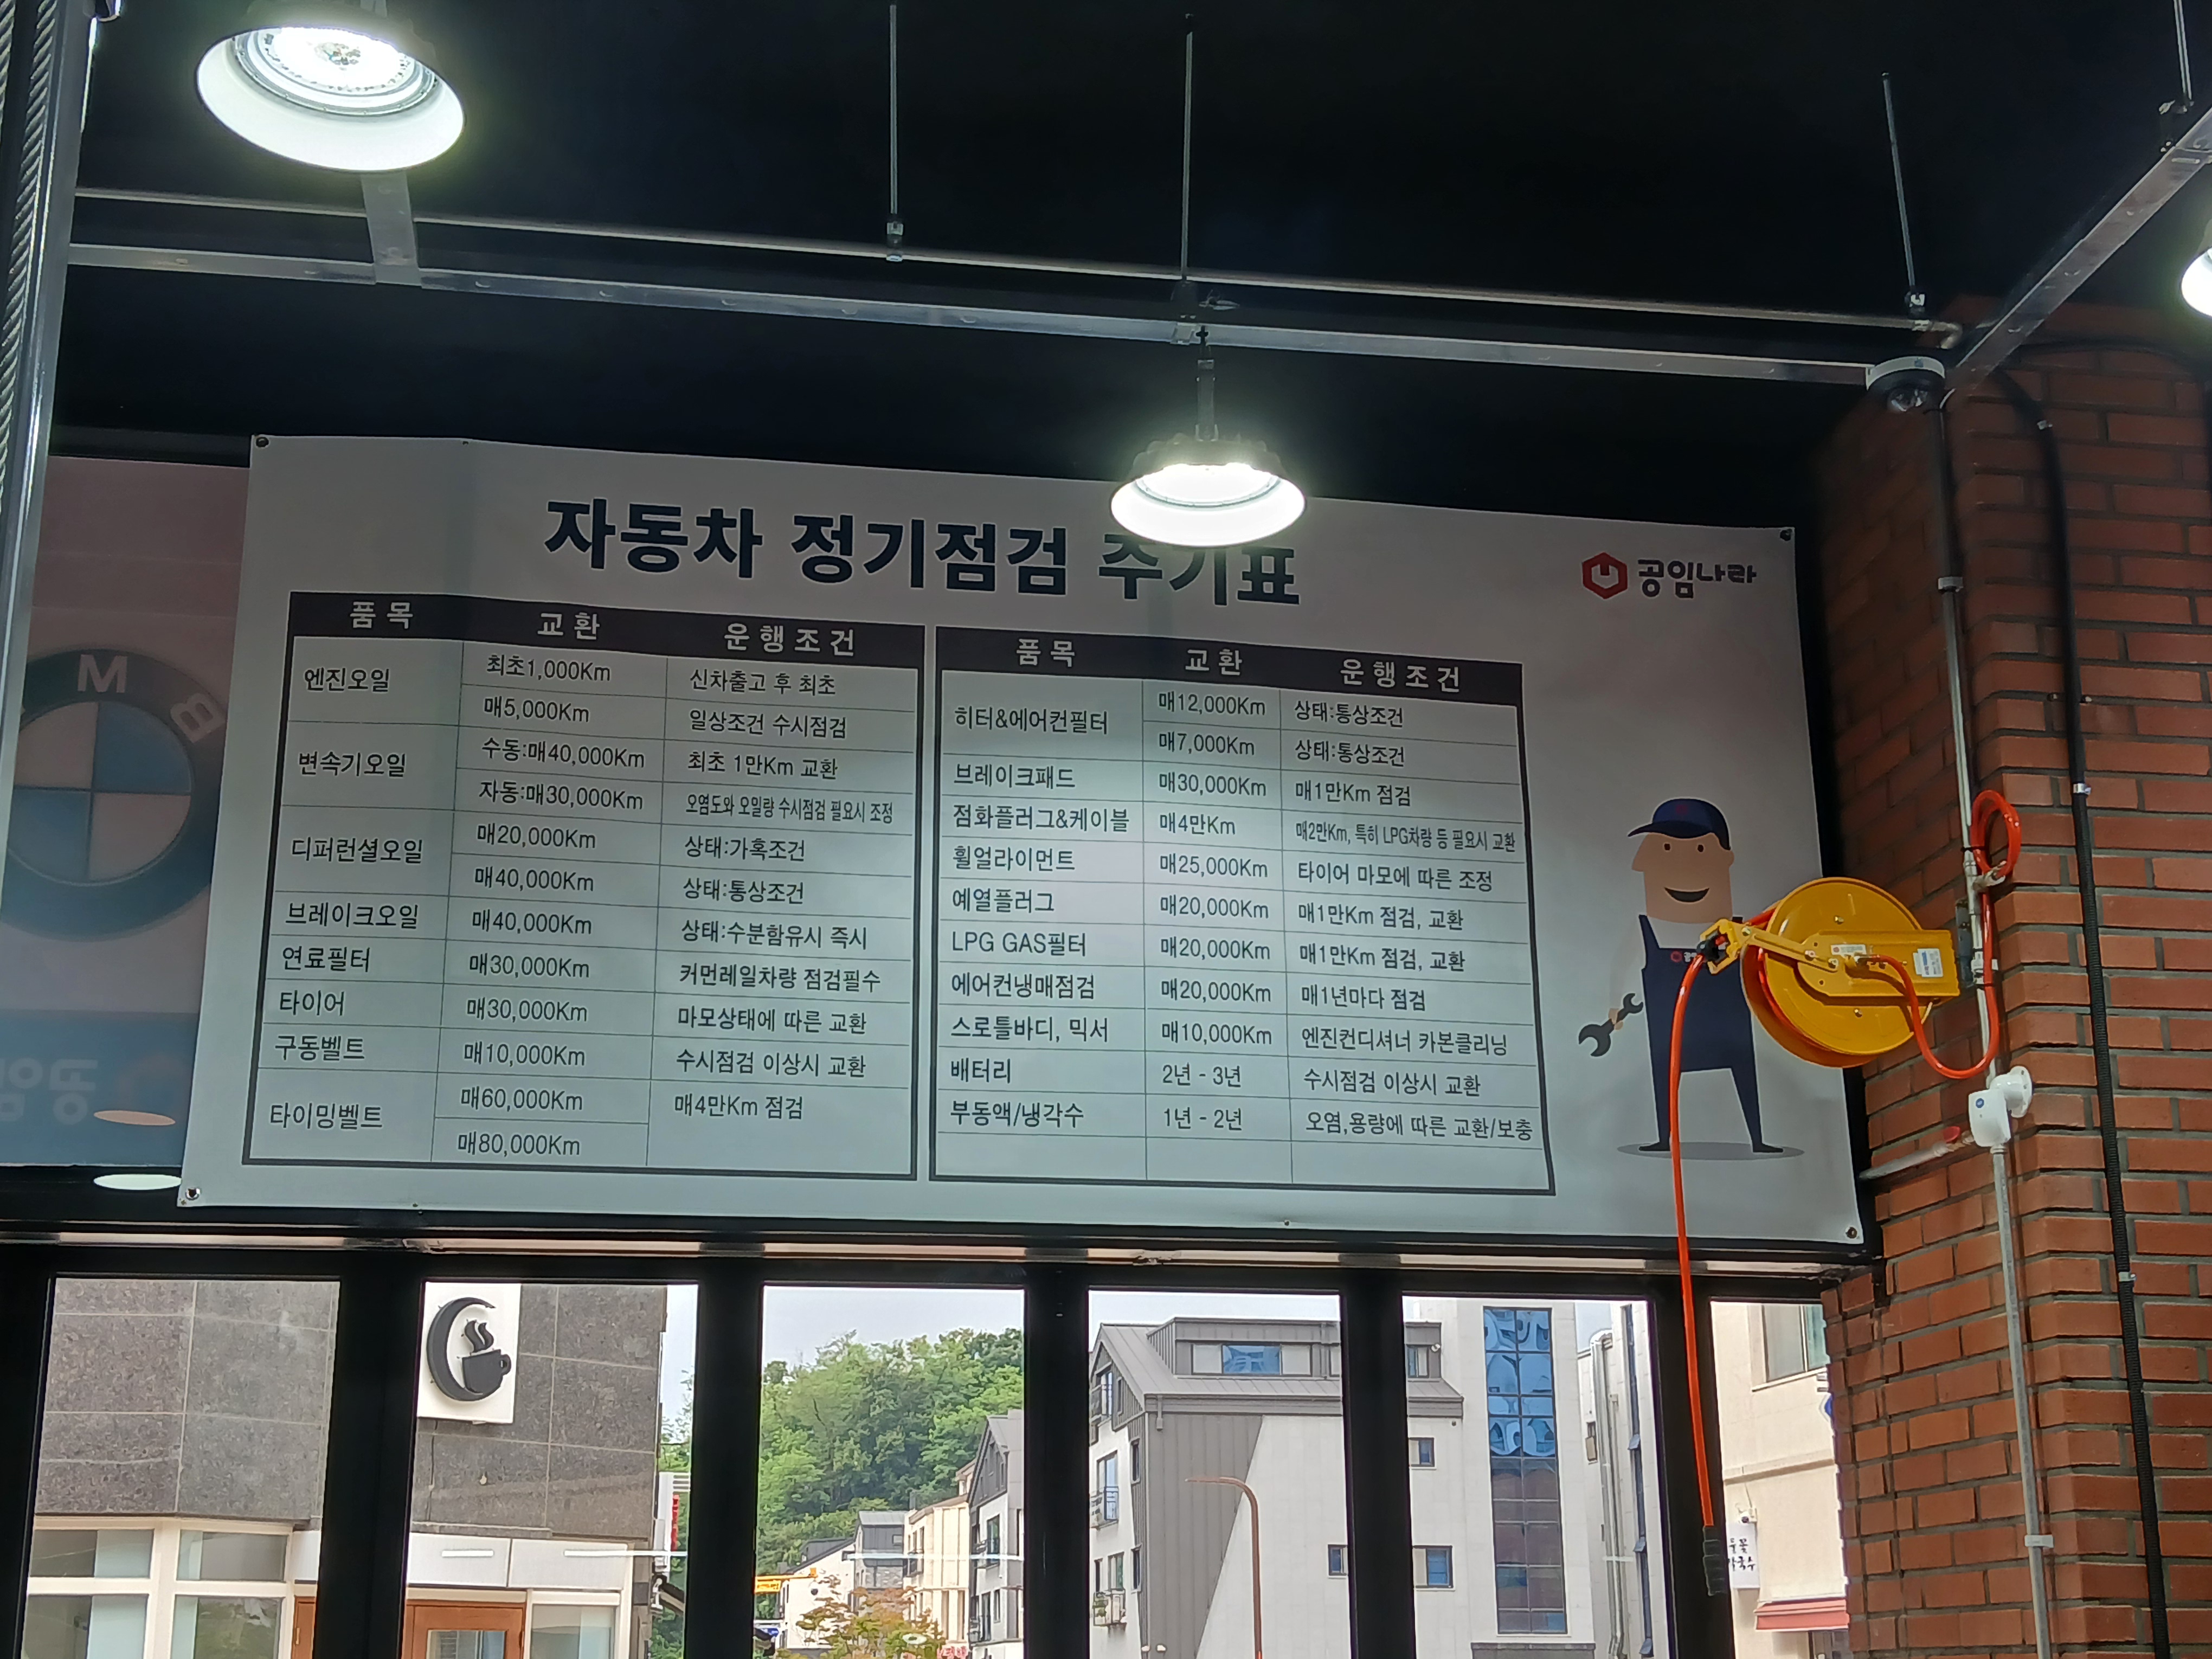 자동차 정기점검 주기표
공임나라
품목 교환 운행조건
엔진오일 최초1,000Km 신차출고 후 최초
매5,000Km 일상조건 수시점검
변속기오일 수동:매40,000Km 최초 1만Km 교환
자동:매30,000Km 오염도와 오일량 수시점검 필요시 조정
디퍼런셜오일 매20,000Km 상태:가혹조건
매40,000Km 상태:통상조건
브레이크오일 매40,000Km 상태:수분함유시 즉시
연료필터 매30,000Km 커먼레일차량 점검필수
타이어 매30,000Km 마모상태에 따른 교환
구동벨트 매10,000Km 수시점검 이상시 교환
타이밍벨트 매60,000Km 매4만Km 점검
매80,000Km
품목 교환 운행조건
히터&에어컨필터 매12,000Km 상태:통상조건
매7,000Km 상태:통상조건
브레이크패드 매30,000Km 매1만Km 점검
점화플러그&케이블 매4만Km 매2만Km, 특히 LPG차량 등 필요시 교환
휠얼라이먼트 매25,000Km 타이어 마모에 따른 조정
예열플러그 매20,000Km 매1만Km 점검, 교환
LPG GAS필터 매20,000Km 매1만Km 점검, 교환
에어컨냉매점검 매20,000Km 매1년마다 점검
스로틀바디, 믹서 매10,000Km 엔진컨디셔너 카본클리닝
배터리 2년 - 3년 수시점검 이상시 교환
부동액/냉각수 1년 - 2년 오염,용량에 따른 교환/보충
M
B